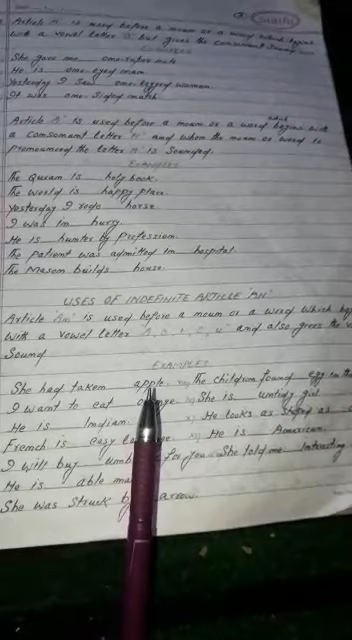 Article "A" is used before a noun or a word which begins
with a vowel letter "O" but gives the consonant Sound
She gave me one-rupee note
He is one-eyed man.
Yesterday I Saw one-legged woman.
It was one-Sided match
Article "A" is used before a noun or a word which begins with
a consonant letter "H" and when the noun or word is
pronounced the letter "H" is Sounded.
EXAMPLES
The Quran is holy book.
The world is happy place.
Yesterday I rode horse.
I was in hurry
He is hunter by Profession.
The patient was admitted in hospital
The Mason builds house.
USES OF INDEFINITE ARTICLE "AN"
Article "An" is used before a noun or a word which
With a vowel letter "A, E, I, O, U" and also gives the
Sound
EXAMPLES
She had taken apple. The children found egg in the
I want to eat She is untidy girl
He is Indian. He looks as
French is easy He is American.
I will buy for you. She told me Interesting
He is able
She was Struck by arrow.